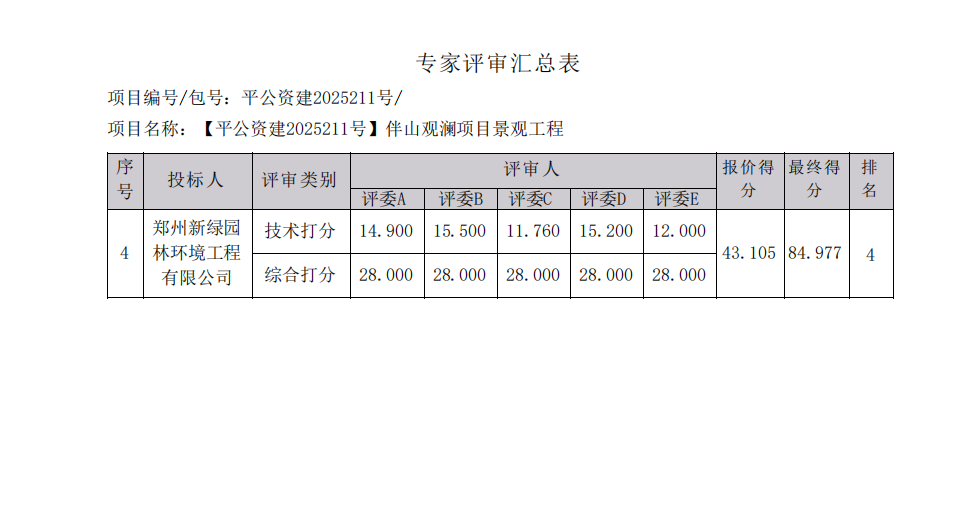 专家评审汇总表
项目编号/包号：平公资建2025211号/
项目名称：【平公资建2025211号】伴山观澜项目景观工程
序号 投标人 评审类别 评审人 报价得分 最终得分 排名
评委A 评委B 评委C 评委D 评委E
4 郑州新绿园林环境工程有限公司 技术打分 14.900 15.500 11.760 15.200 12.000 43.105 84.977 4
综合打分 28.000 28.000 28.000 28.000 28.000